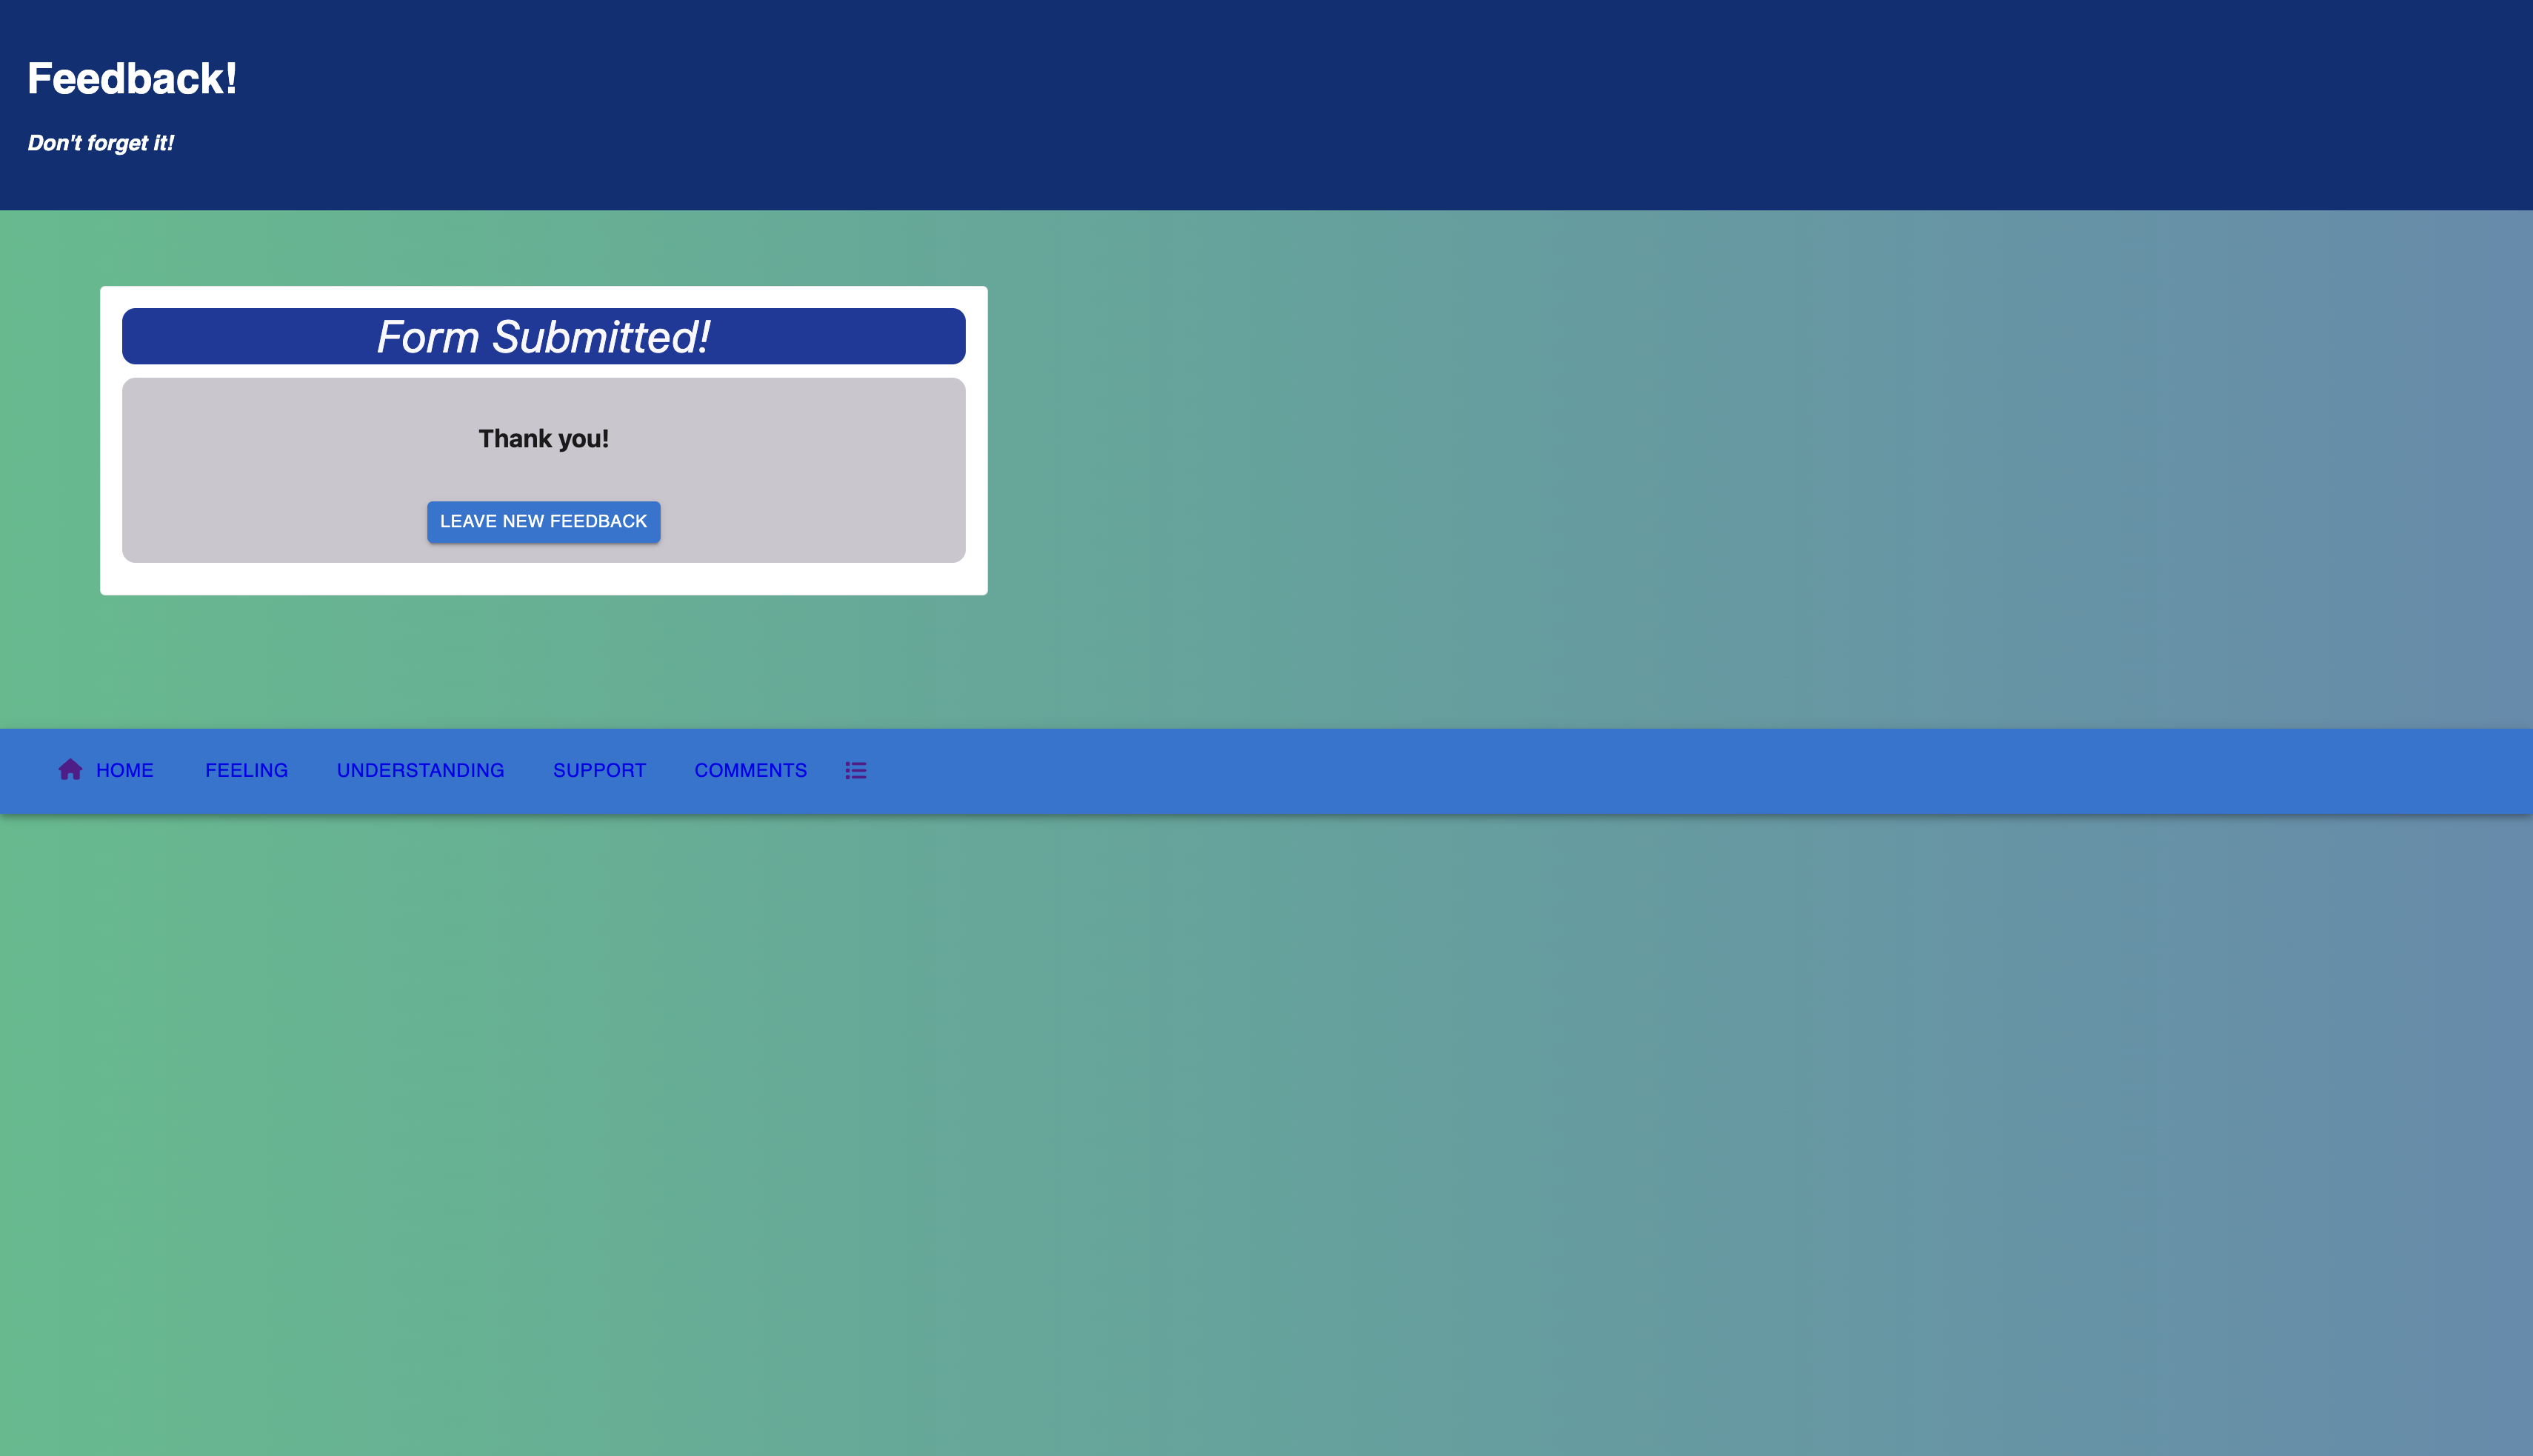 Feedback!
Don't forget it!
Form Submitted!
Thank you!
LEAVE NEW FEEDBACK
HOME FEELING UNDERSTANDING SUPPORT COMMENTS